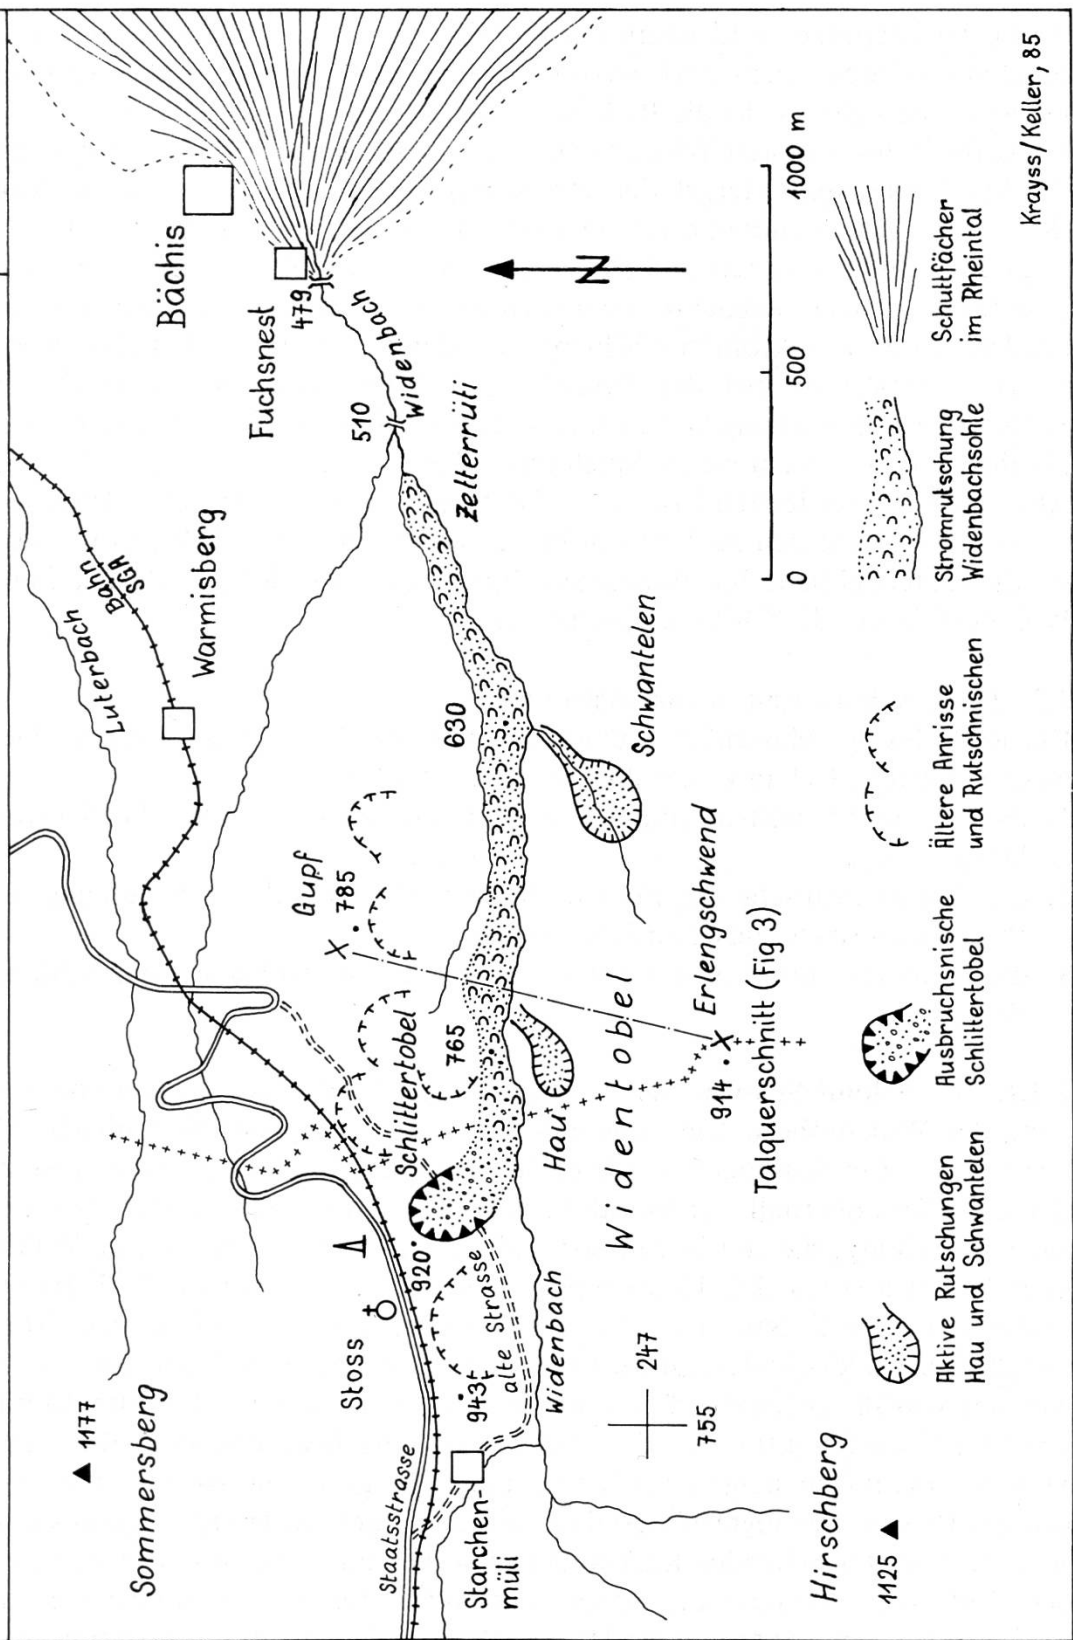 Sommersberg
1177
Luterbach
Bahn
SGA
Warmisberg
Bächis
Fuchsnest
479
Stoss
Staatsstrasse
Starchen-
müli
943
920
alte Strasse
Schlittertobel
765
Gupf
785
630
510
Widenbach
Zelterrüti
Widenbach
Hau
Schwantelen
Widentobel
914
Erlengschwend
Talquerschnitt (Fig 3)
247
755
Hirschberg
1125
N
0
500
1000 m
Aktive Rutschungen
Hau und Schwantelen
Ausbruchsnische
Schlittertobel
Ältere Anrisse
und Rutschnischen
Stromrutschung
Widenbachsohle
Schuttfächer
im Rheintal
Krayss/Keller, 85